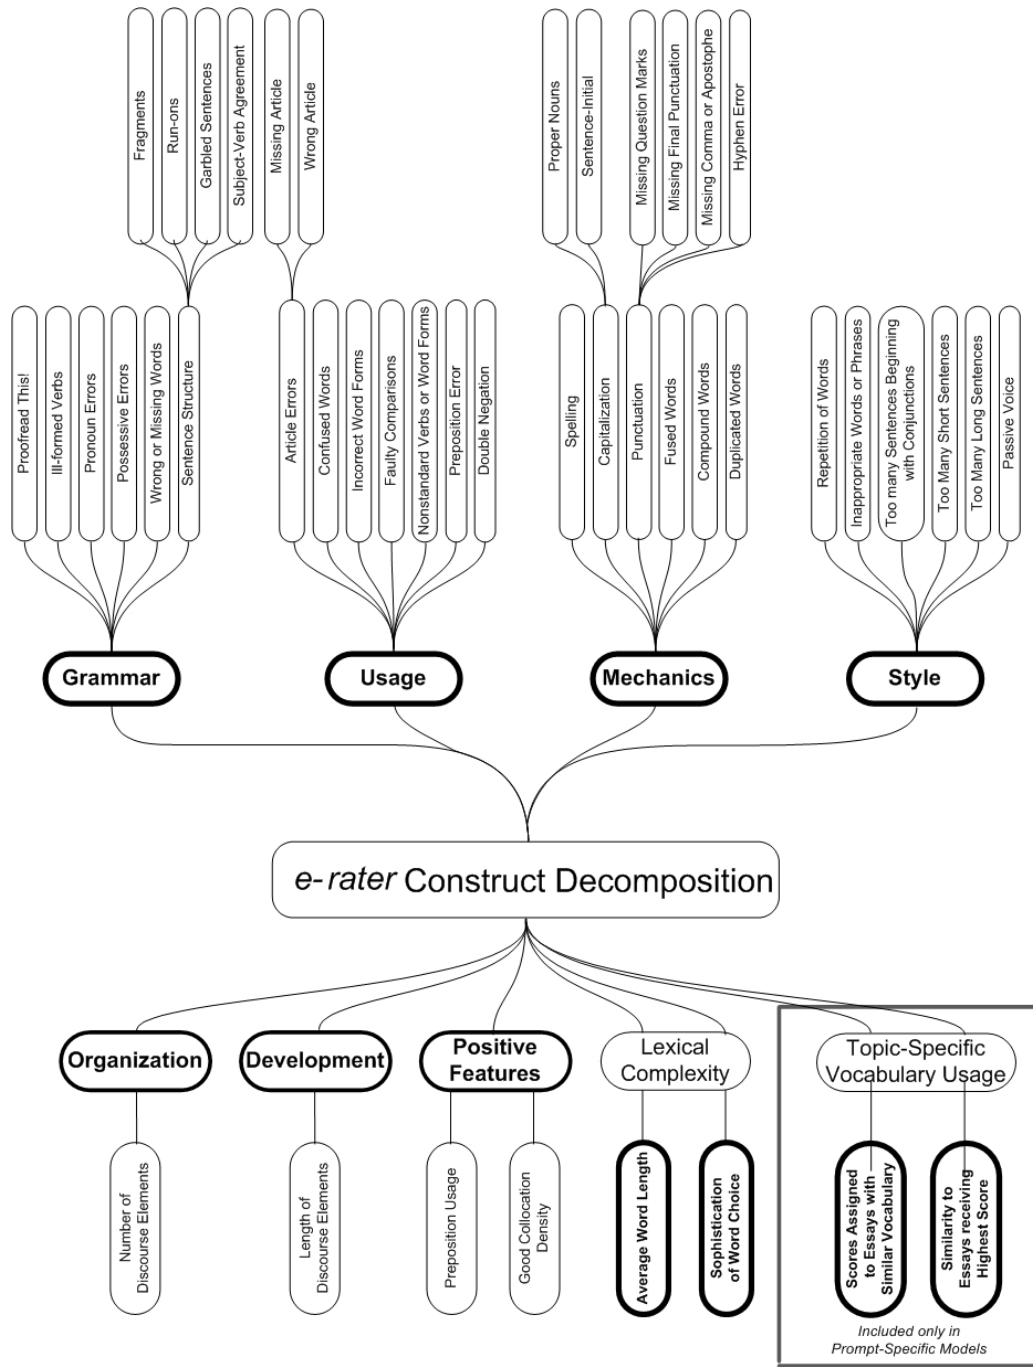 Fragments
Run-ons
Garbled Sentences
Subject-Verb Agreement
Missing Article
Wrong Article
Proper Nouns
Sentence-Initial
Missing Question Marks
Missing Final Punctuation
Missing Comma or Apostophe
Hyphen Error
Proofread This!
Ill-formed Verbs
Pronoun Errors
Possessive Errors
Wrong or Missing Words
Sentence Structure
Article Errors
Confused Words
Incorrect Word Forms
Faulty Comparisons
Nonstandard Verbs or Word Forms
Preposition Error
Double Negation
Spelling
Capitalization
Punctuation
Fused Words
Compound Words
Duplicated Words
Repetition of Words
Inappropriate Words or Phrases
Too many Sentences Beginning
with Conjunctions
Too Many Short Sentences
Too Many Long Sentences
Passive Voice
Grammar
Usage
Mechanics
Style
e-rater Construct Decomposition
Organization
Development
Positive
Features
Lexical
Complexity
Topic-Specific
Vocabulary Usage
Number of
Discourse Elements
Length of
Discourse Elements
Preposition Usage
Good Collocation
Density
Average Word Length
Sophistication
of Word Choice
Scores Assigned
to Essays with
Similar Vocabulary
Similarity to
Essays receiving
Highest Score
Included only in
Prompt-Specific Models